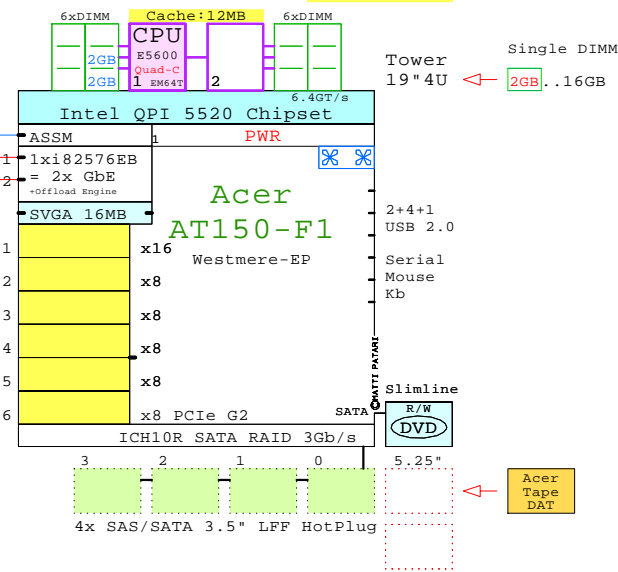 6xDIMM
Cache:12MB
6xDIMM
CPU
E5600
Quad-C
1 EM64T
2
2GB
2GB
6.4GT/s
Tower
19"4U
Single DIMM
2GB..16GB
Intel QPI 5520 Chipset
ASSM
1
PWR
1
1xi82576EB
2
= 2x GbE
+Offload Engine
SVGA 16MB
Acer
AT150-F1
Westmere-EP
2+4+1
USB 2.0
Serial
Mouse
Kb
1
x16
2
x8
3
x8
4
x8
5
x8
6
x8 PCIe G2
©MATTI PATARI
SATA
Slimline
R/W
DVD
ICH10R SATA RAID 3Gb/s
3
2
1
0
5.25"
4x SAS/SATA 3.5" LFF HotPlug
Acer
Tape
DAT